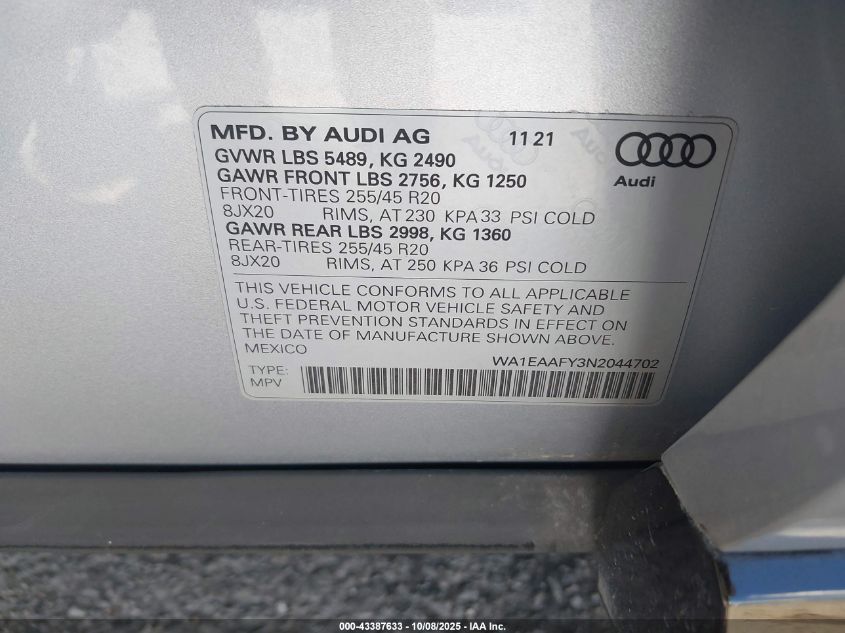 MFD. BY AUDI AG 11 21
GVWR LBS 5489, KG 2490
GAWR FRONT LBS 2756, KG 1250
FRONT-TIRES 255/45 R20
8JX20 RIMS, AT 230 KPA 33 PSI COLD
GAWR REAR LBS 2998, KG 1360
REAR-TIRES 255/45 R20
8JX20 RIMS, AT 250 KPA 36 PSI COLD
Audi
THIS VEHICLE CONFORMS TO ALL APPLICABLE
U.S. FEDERAL MOTOR VEHICLE SAFETY AND
THEFT PREVENTION STANDARDS IN EFFECT ON
THE DATE OF MANUFACTURE SHOWN ABOVE.
MEXICO
WA1EAAFY3N2044702
TYPE:
MPV
000-43387633 - 10/08/2025 - IAA Inc.